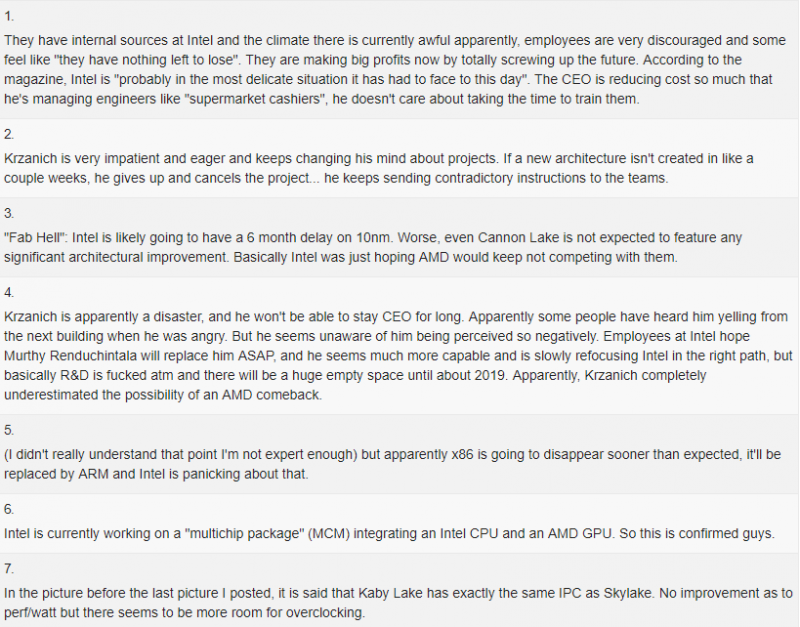 1.
They have internal sources at Intel and the climate there is currently awful apparently, employees are very discouraged and some
feel like "they have nothing left to lose". They are making big profits now by totally screwing up the future. According to the
magazine, Intel is "probably in the most delicate situation it has had to face to this day". The CEO is reducing cost so much that
he's managing engineers like "supermarket cashiers", he doesn't care about taking the time to train them.
2.
Krzanich is very impatient and eager and keeps changing his mind about projects. If a new architecture isn't created in like a
couple weeks, he gives up and cancels the project... he keeps sending contradictory instructions to the teams.
3.
"Fab Hell": Intel is likely going to have a 6 month delay on 10nm. Worse, even Cannon Lake is not expected to feature any
significant architectural improvement. Basically Intel was just hoping AMD would keep not competing with them.
4.
Krzanich is apparently a disaster, and he won't be able to stay CEO for long. Apparently some people have heard him yelling from
the next building when he was angry. But he seems unaware of him being perceived so negatively. Employees at Intel hope
Murthy Renduchintala will replace him ASAP, and he seems much more capable and is slowly refocusing Intel in the right path, but
basically R&D is fucked atm and there will be a huge empty space until about 2019. Apparently, Krzanich completely
underestimated the possibility of an AMD comeback.
5.
(I didn't really understand that point I'm not expert enough) but apparently x86 is going to disappear sooner than expected, it'll be
replaced by ARM and Intel is panicking about that.
6.
Intel is currently working on a "multichip package" (MCM) integrating an Intel CPU and an AMD GPU. So this is confirmed guys.
7.
In the picture before the last picture I posted, it is said that Kaby Lake has exactly the same IPC as Skylake. No improvement as to
perf/watt but there seems to be more room for overclocking.